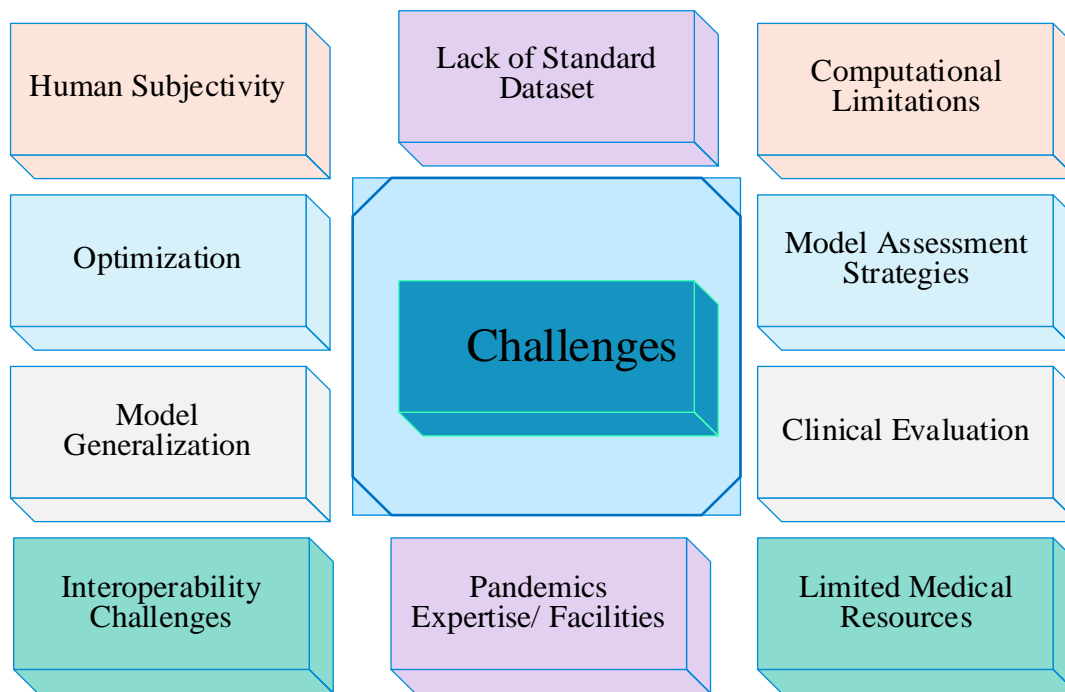 Human Subjectivity
Lack of Standard
Dataset
Computational
Limitations
Optimization
Model Assessment
Strategies
Challenges
Model
Generalization
Clinical Evaluation
Interoperability
Challenges
Pandemics
Expertise/ Facilities
Limited Medical
Resources